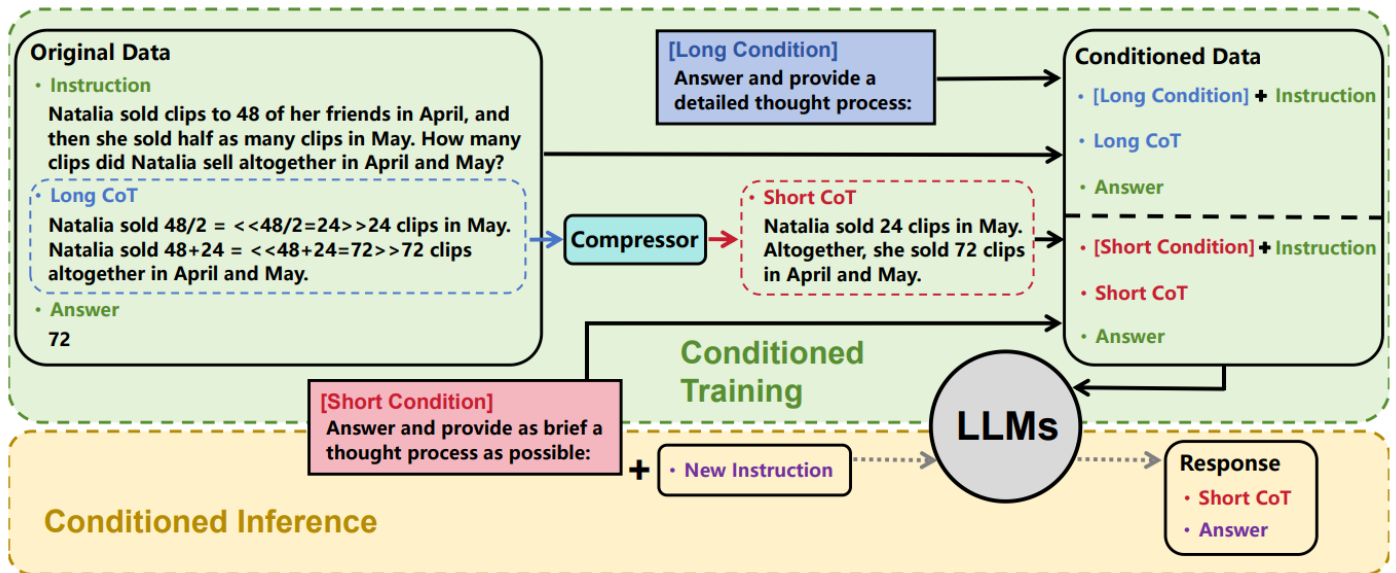 Original Data
• Instruction
Natalia sold clips to 48 of her friends in April, and
then she sold half as many clips in May. How many
clips did Natalia sell altogether in April and May?
• Long CoT
Natalia sold 48/2 = <<48/2=24>>24 clips in May.
Natalia sold 48+24 = <<48+24=72>>72 clips
altogether in April and May.
• Answer
72
[Long Condition]
Answer and provide a
detailed thought process:
Compressor
• Short CoT
Natalia sold 24 clips in May.
Altogether, she sold 72 clips
in April and May.
Conditioned Data
• [Long Condition] + Instruction
• Long CoT
• Answer
• [Short Condition] + Instruction
• Short CoT
• Answer
Conditioned
Training
[Short Condition]
Answer and provide as brief a
thought process as possible:
+
• New Instruction
LLMs
Response
• Short CoT
• Answer
Conditioned Inference